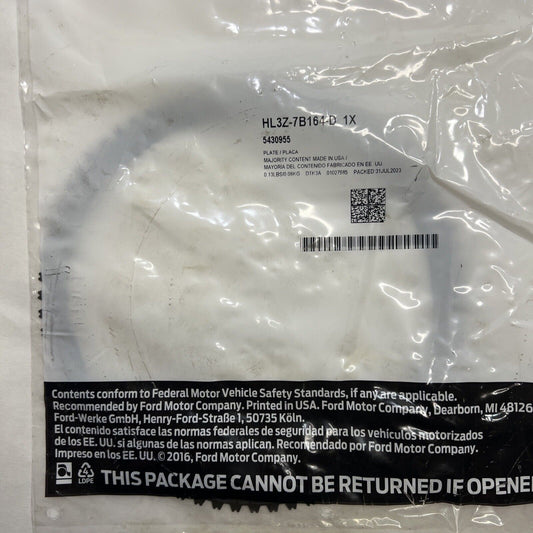 HL3Z-7B164-D 1X
5430955
PLATE / PLACA
MAJORITY CONTENT MADE IN USA /
MAYORIA DEL CONTENIDO FABRICADO EN EE. UU.
PACKED 31JUL2023
Contents conform to Federal Motor Vehicle Safety Standards, if any are applicable.
Recommended by Ford Motor Company. Printed in USA. Ford Motor Company, Dearborn, MI 48126
Ford-Werke GmbH, Henry-Ford-Straße 1, 50735 Köln.
El contenido satisface las normas federales de seguridad para los vehículos motorizados
de los EE. UU. si algunas de las normas aplican. Recomendado por Ford Motor Company.
Impreso en los EE. UU. © 2016, Ford Motor Company.
4
LDPE
THIS PACKAGE CANNOT BE RETURNED IF OPENE